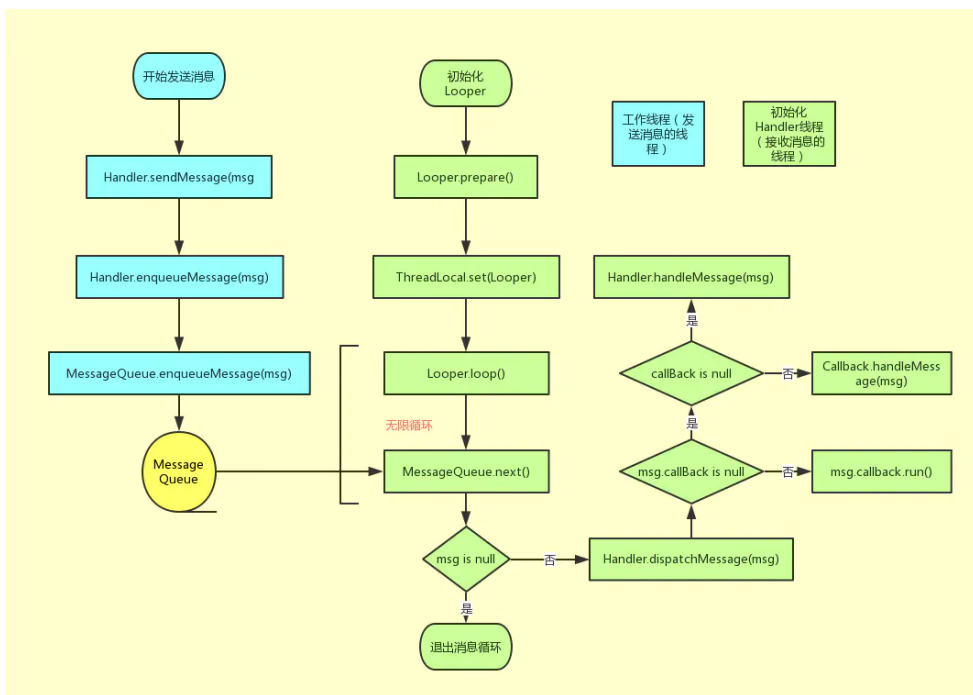 开始发送消息
Handler.sendMessage(msg
Handler.enqueueMessage(msg)
MessageQueue.enqueueMessage(msg)
Message
Queue
初始化
Looper
Looper.prepare()
ThreadLocal.set(Looper)
Looper.loop()
无限循环
MessageQueue.next()
msg is null
是
退出消息循环
否
Handler.dispatchMessage(msg)
msg.callBack is null
否
msg.callback.run()
是
callBack is null
否
Callback.handleMess
age(msg)
是
Handler.handleMessage(msg)
工作线程（发
送消息的线
程）
初始化
Handler线程
（接收消息的
线程）